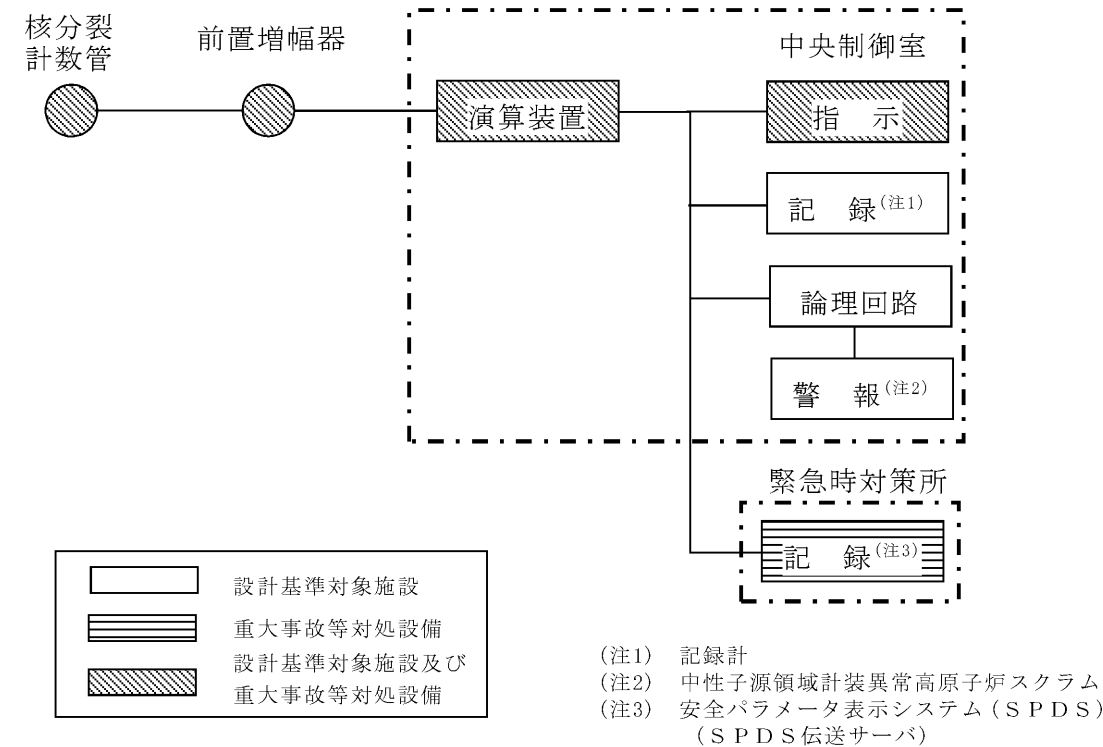 核分裂
計数管
前置増幅器
中央制御室
演算装置
指　示
記　録(注1)
論理回路
警　報(注2)
緊急時対策所
記　録(注3)
設計基準対象施設
重大事故等対処設備
設計基準対象施設及び
重大事故等対処設備
(注1)　記録計
(注2)　中性子源領域計装異常高原子炉スクラム
(注3)　安全パラメータ表示システム(ＳＰＤＳ)
(ＳＰＤＳ伝送サーバ)